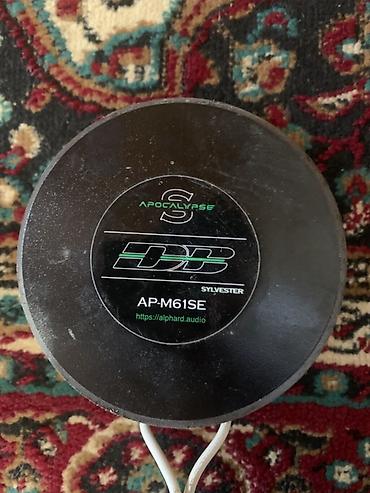 S
APOCALYPSE
DB
SYLVESTER
AP-M61SE
https://alphard.audio